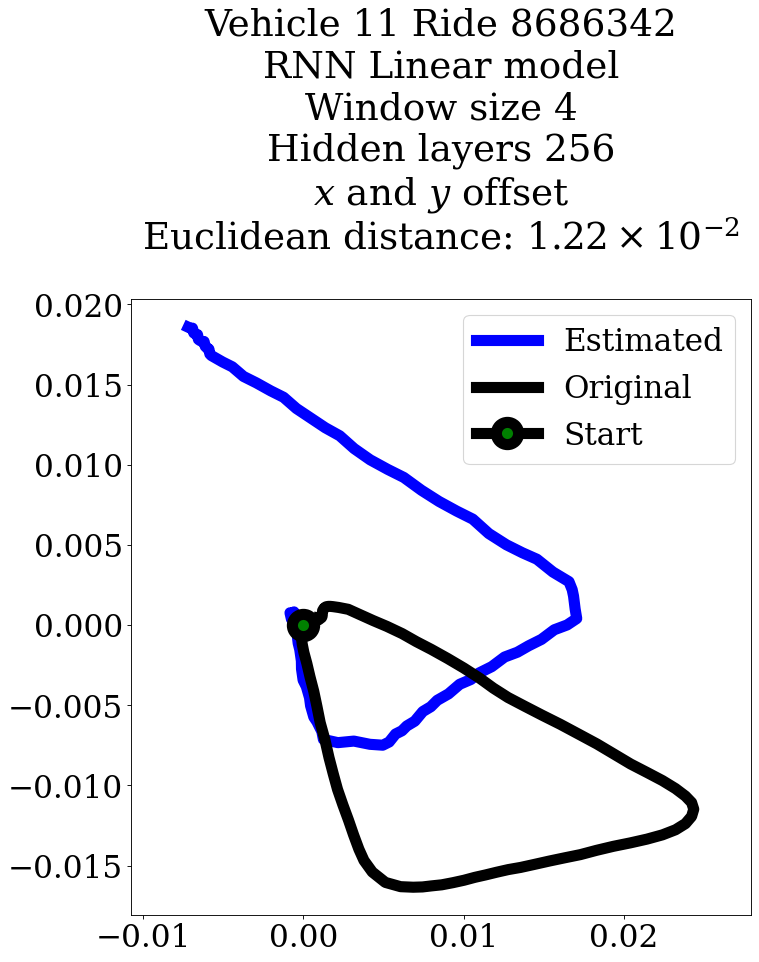 Vehicle 11 Ride 8686342
RNN Linear model
Window size 4
Hidden layers 256
x and y offset
Euclidean distance: 1.22 × 10⁻²
0.020
0.015
0.010
0.005
0.000
−0.005
−0.010
−0.015
Estimated
Original
Start
−0.01
0.00
0.01
0.02